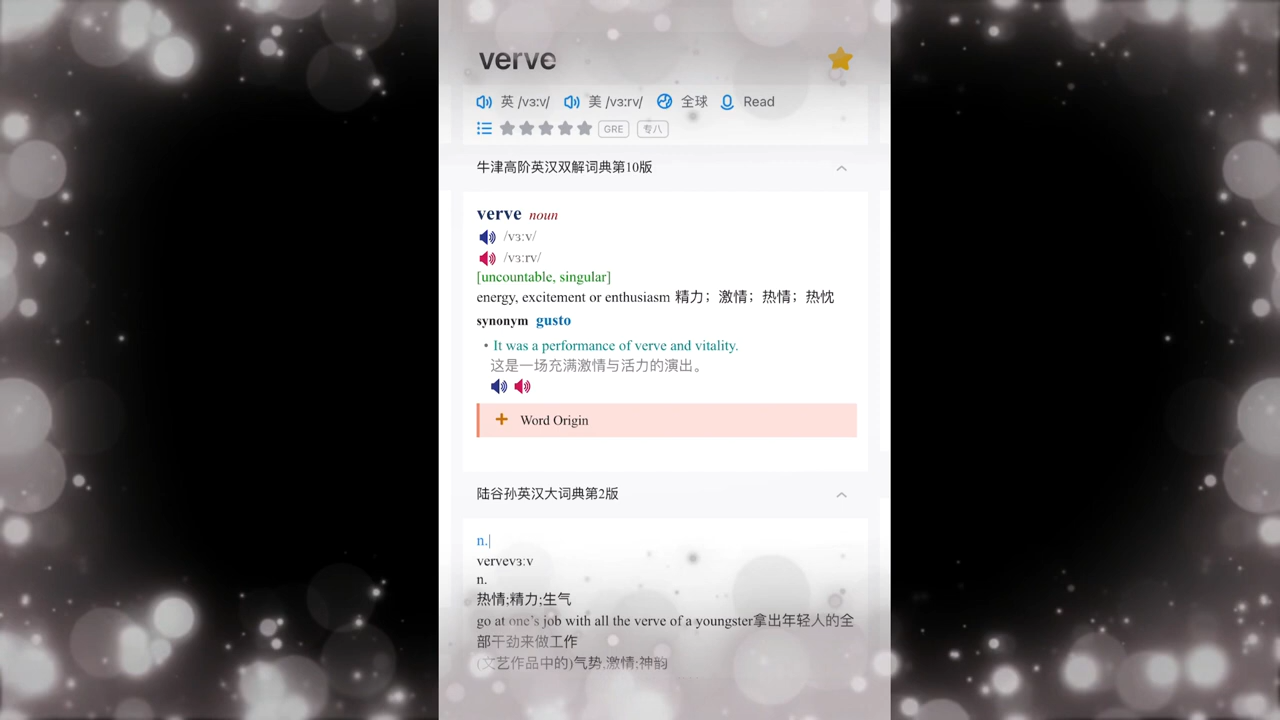 verve
英 /vɜːv/ 美 /vɜːrv/ 全球 Read
GRE 专八
牛津高阶英汉双解词典第10版
verve noun
/vɜːv/
/vɜːrv/
[uncountable, singular]
energy, excitement or enthusiasm 精力；激情；热情；热忱
synonym gusto
• It was a performance of verve and vitality.
这是一场充满激情与活力的演出。
Word Origin
陆谷孙英汉大词典第2版
n.|
vervevɜːv
n.
热情;精力;生气
go at one's job with all the verve of a youngster拿出年轻人的全
部干劲来做工作
(文艺作品中的)气势,激情;神韵